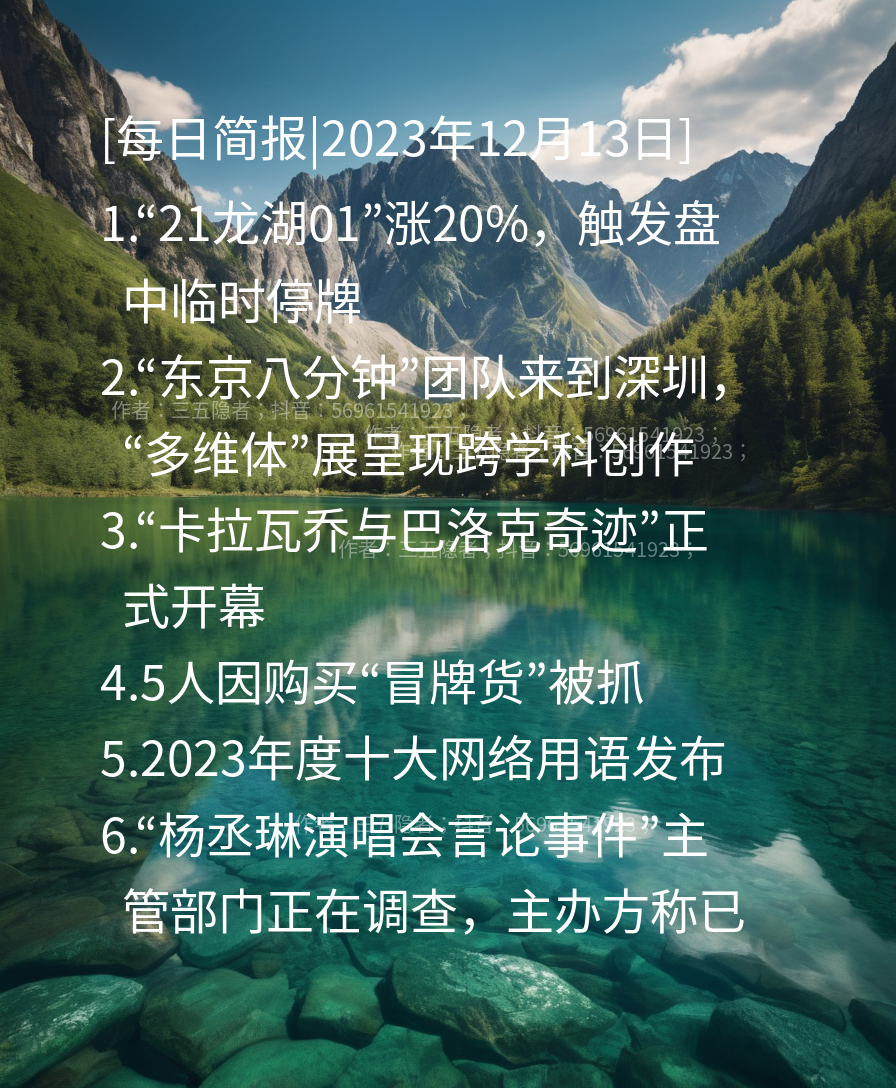 [每日简报|2023年12月13日]
1.“21龙湖01”涨20%，触发盘
中临时停牌
2.“东京八分钟”团队来到深圳，
作者：三五隐者；抖音：56961541923；
作者：三五隐者；抖音：56961541923；
“多维体”展呈现跨学科创作
56961541923；
3.“卡拉瓦乔与巴洛克奇迹”正
作者：三五隐者；抖音：56961541923；
式开幕
4.5人因购买“冒牌货”被抓
5.2023年度十大网络用语发布
6.“杨丞琳演唱会言论事件”主
管部门正在调查，主办方称已